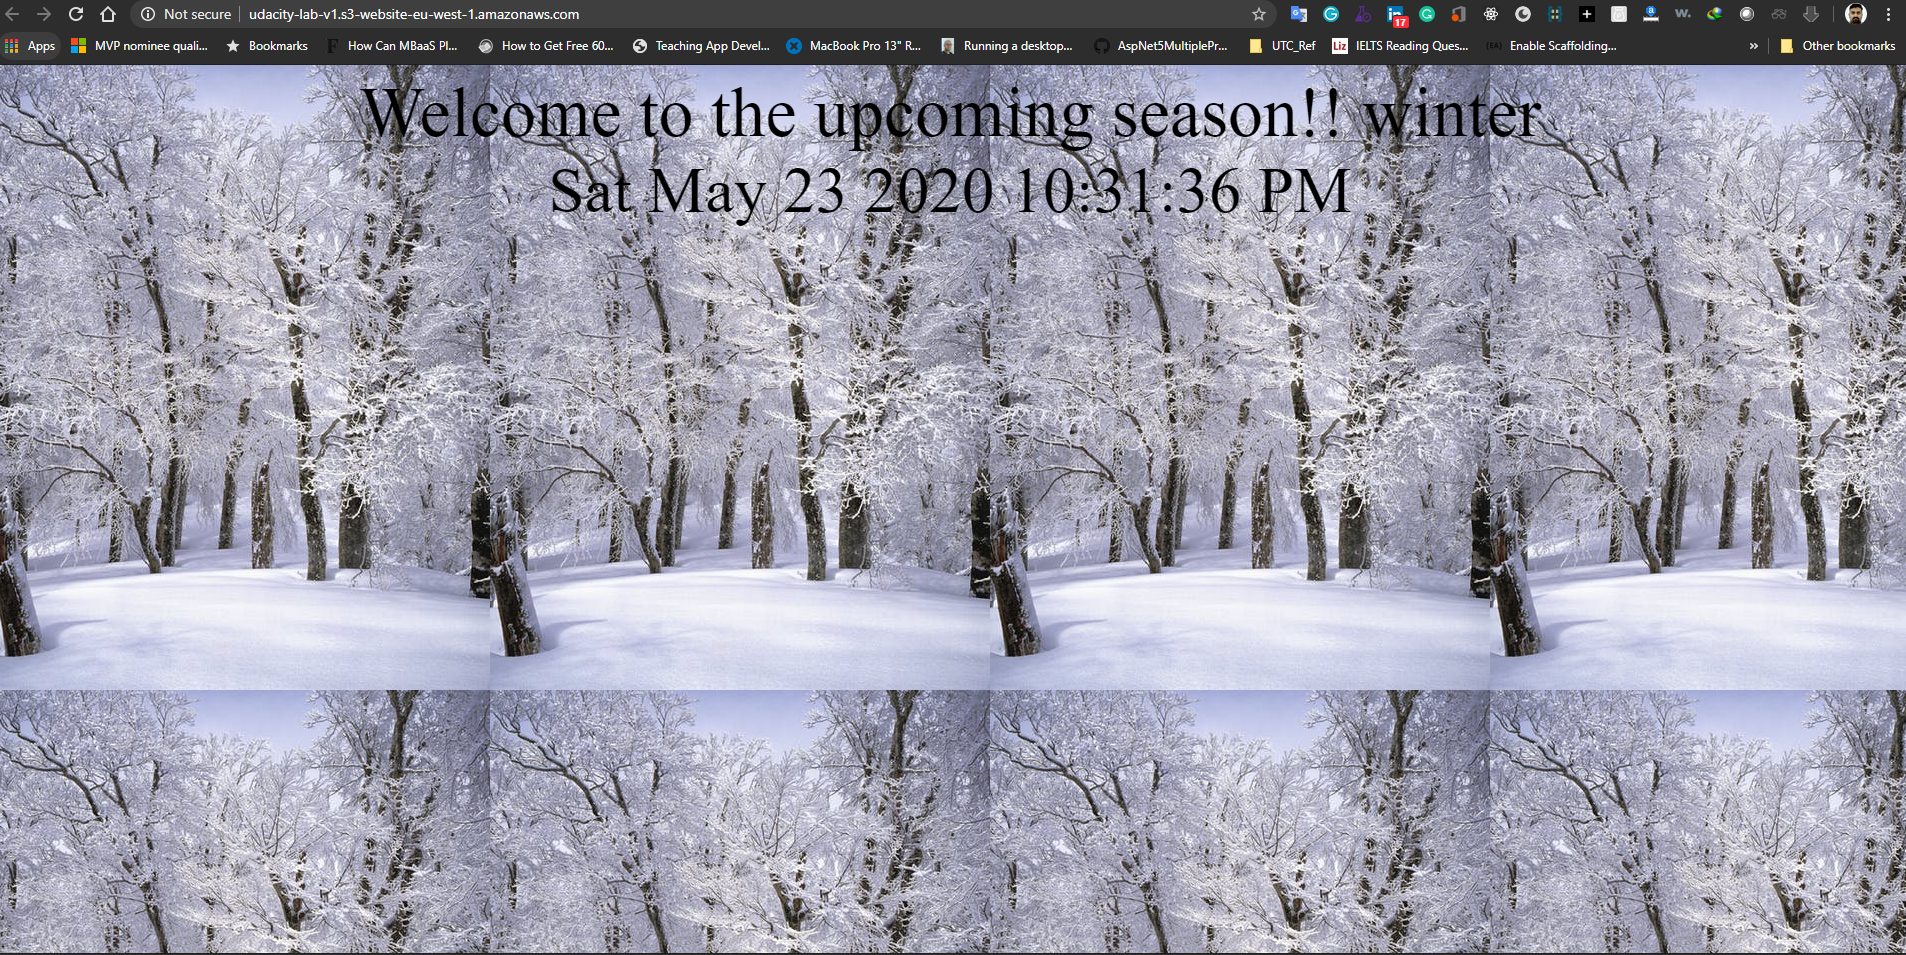 Not secure udacity-lab-v1.s3-website-eu-west-1.amazonaws.com
17
Apps MVP nominee quali... Bookmarks How Can MBaaS Pl... How to Get Free 60... Teaching App Devel... MacBook Pro 13" R... Running a desktop... AspNet5MultiplePr... UTC_Ref Liz IELTS Reading Ques... Enable Scaffolding... » Other bookmarks
Welcome to the upcoming season!! winter
Sat May 23 2020 10:31:36 PM